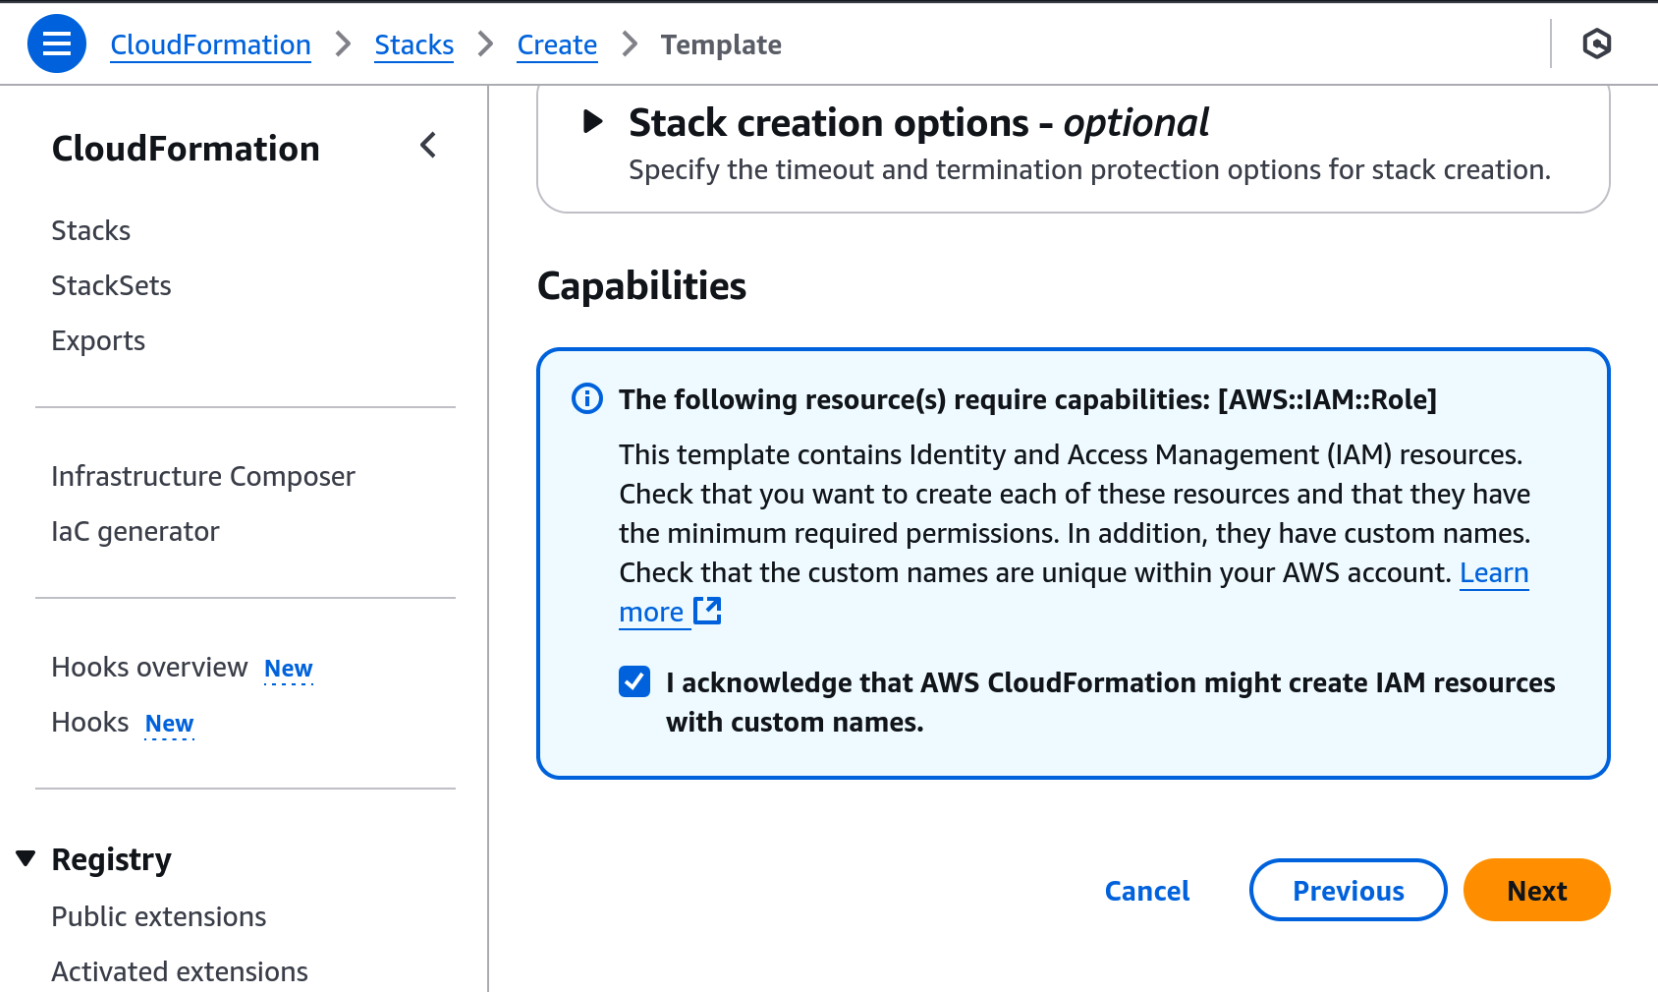 CloudFormation > Stacks > Create > Template
CloudFormation
Stacks
StackSets
Exports
Infrastructure Composer
IaC generator
Hooks overview New
Hooks New
Registry
Public extensions
Activated extensions
Stack creation options - optional
Specify the timeout and termination protection options for stack creation.
Capabilities
The following resource(s) require capabilities: [AWS::IAM::Role]
This template contains Identity and Access Management (IAM) resources.
Check that you want to create each of these resources and that they have
the minimum required permissions. In addition, they have custom names.
Check that the custom names are unique within your AWS account. Learn
more
I acknowledge that AWS CloudFormation might create IAM resources
with custom names.
Cancel
Previous
Next